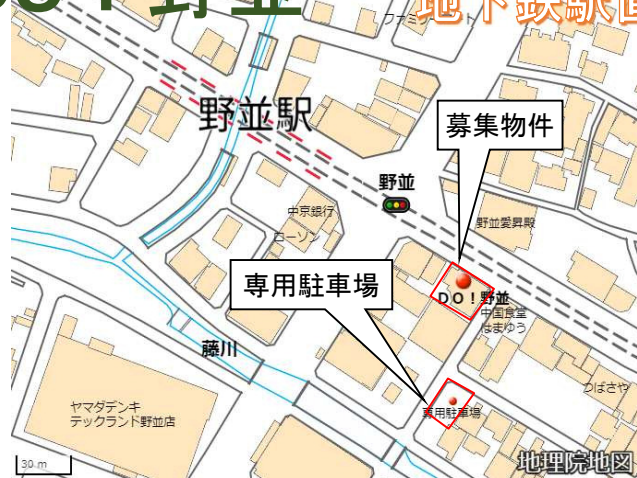 DO！野並
地下鉄駅直
ファミ
野並駅
募集物件
野並
中京銀行
ローソン
野並愛昇殿
専用駐車場
DO！野並
中国食堂
はまゆう
藤川
つばさや
専用駐車場
ヤマダデンキ
テックランド野並店
30 m
地理院地図